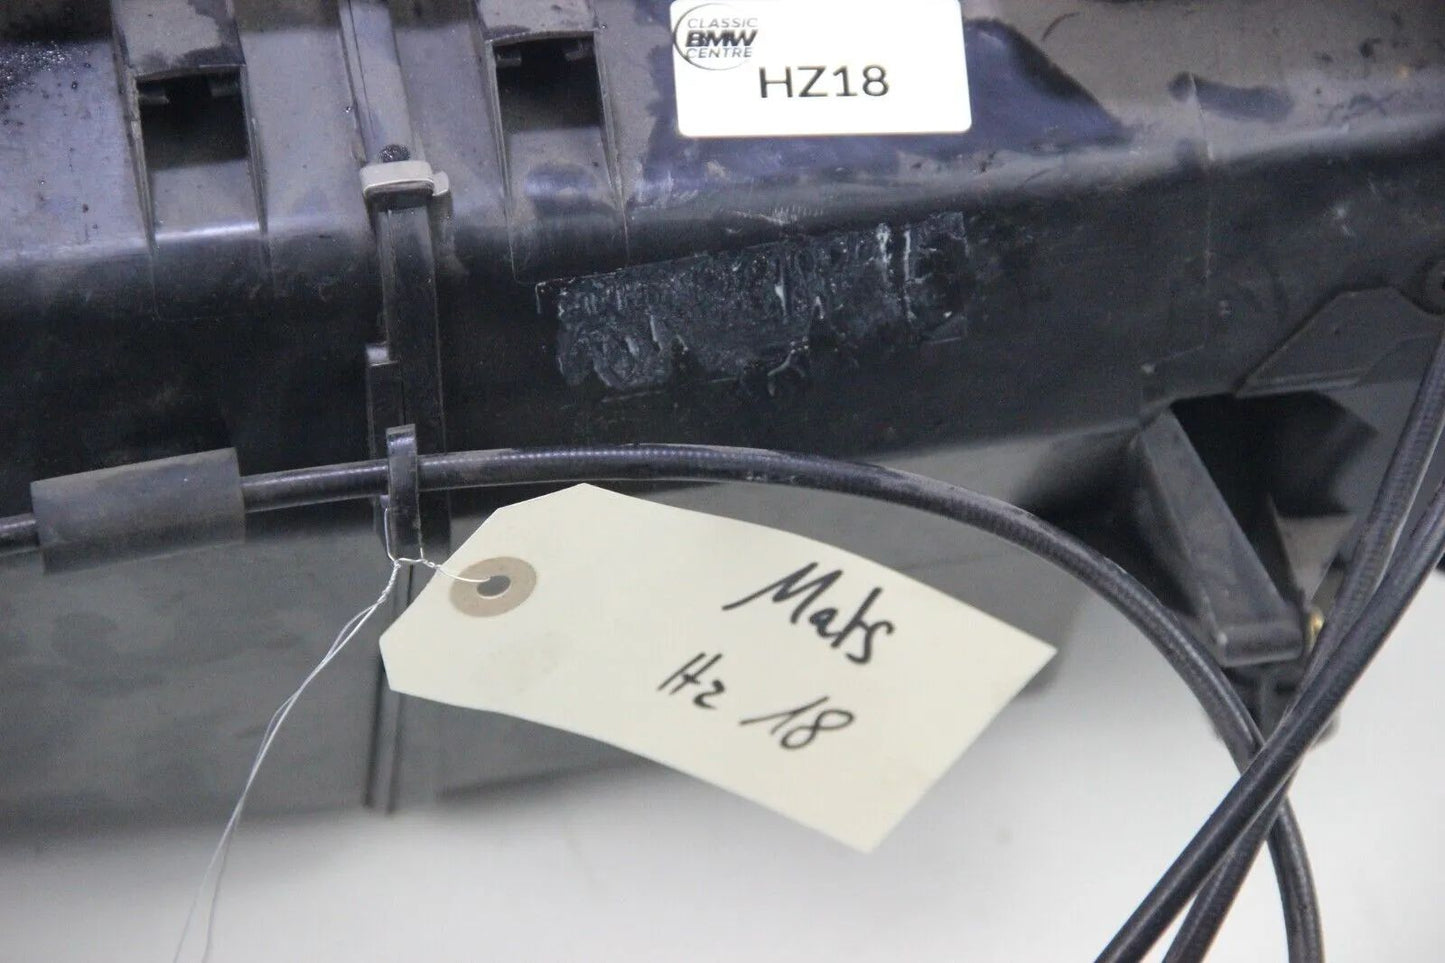 CLASSIC
BMW
CENTRE
HZ18
Mats
Hz 18